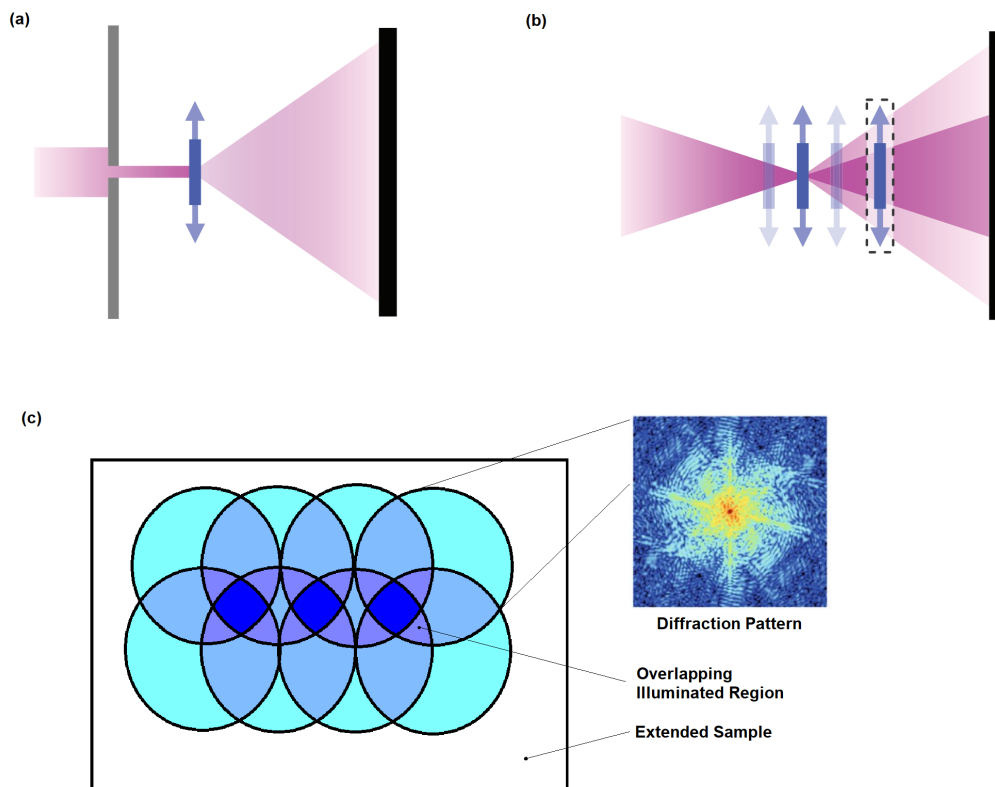 (a)
(b)
(c)
Diffraction Pattern
Overlapping
Illuminated Region
Extended Sample